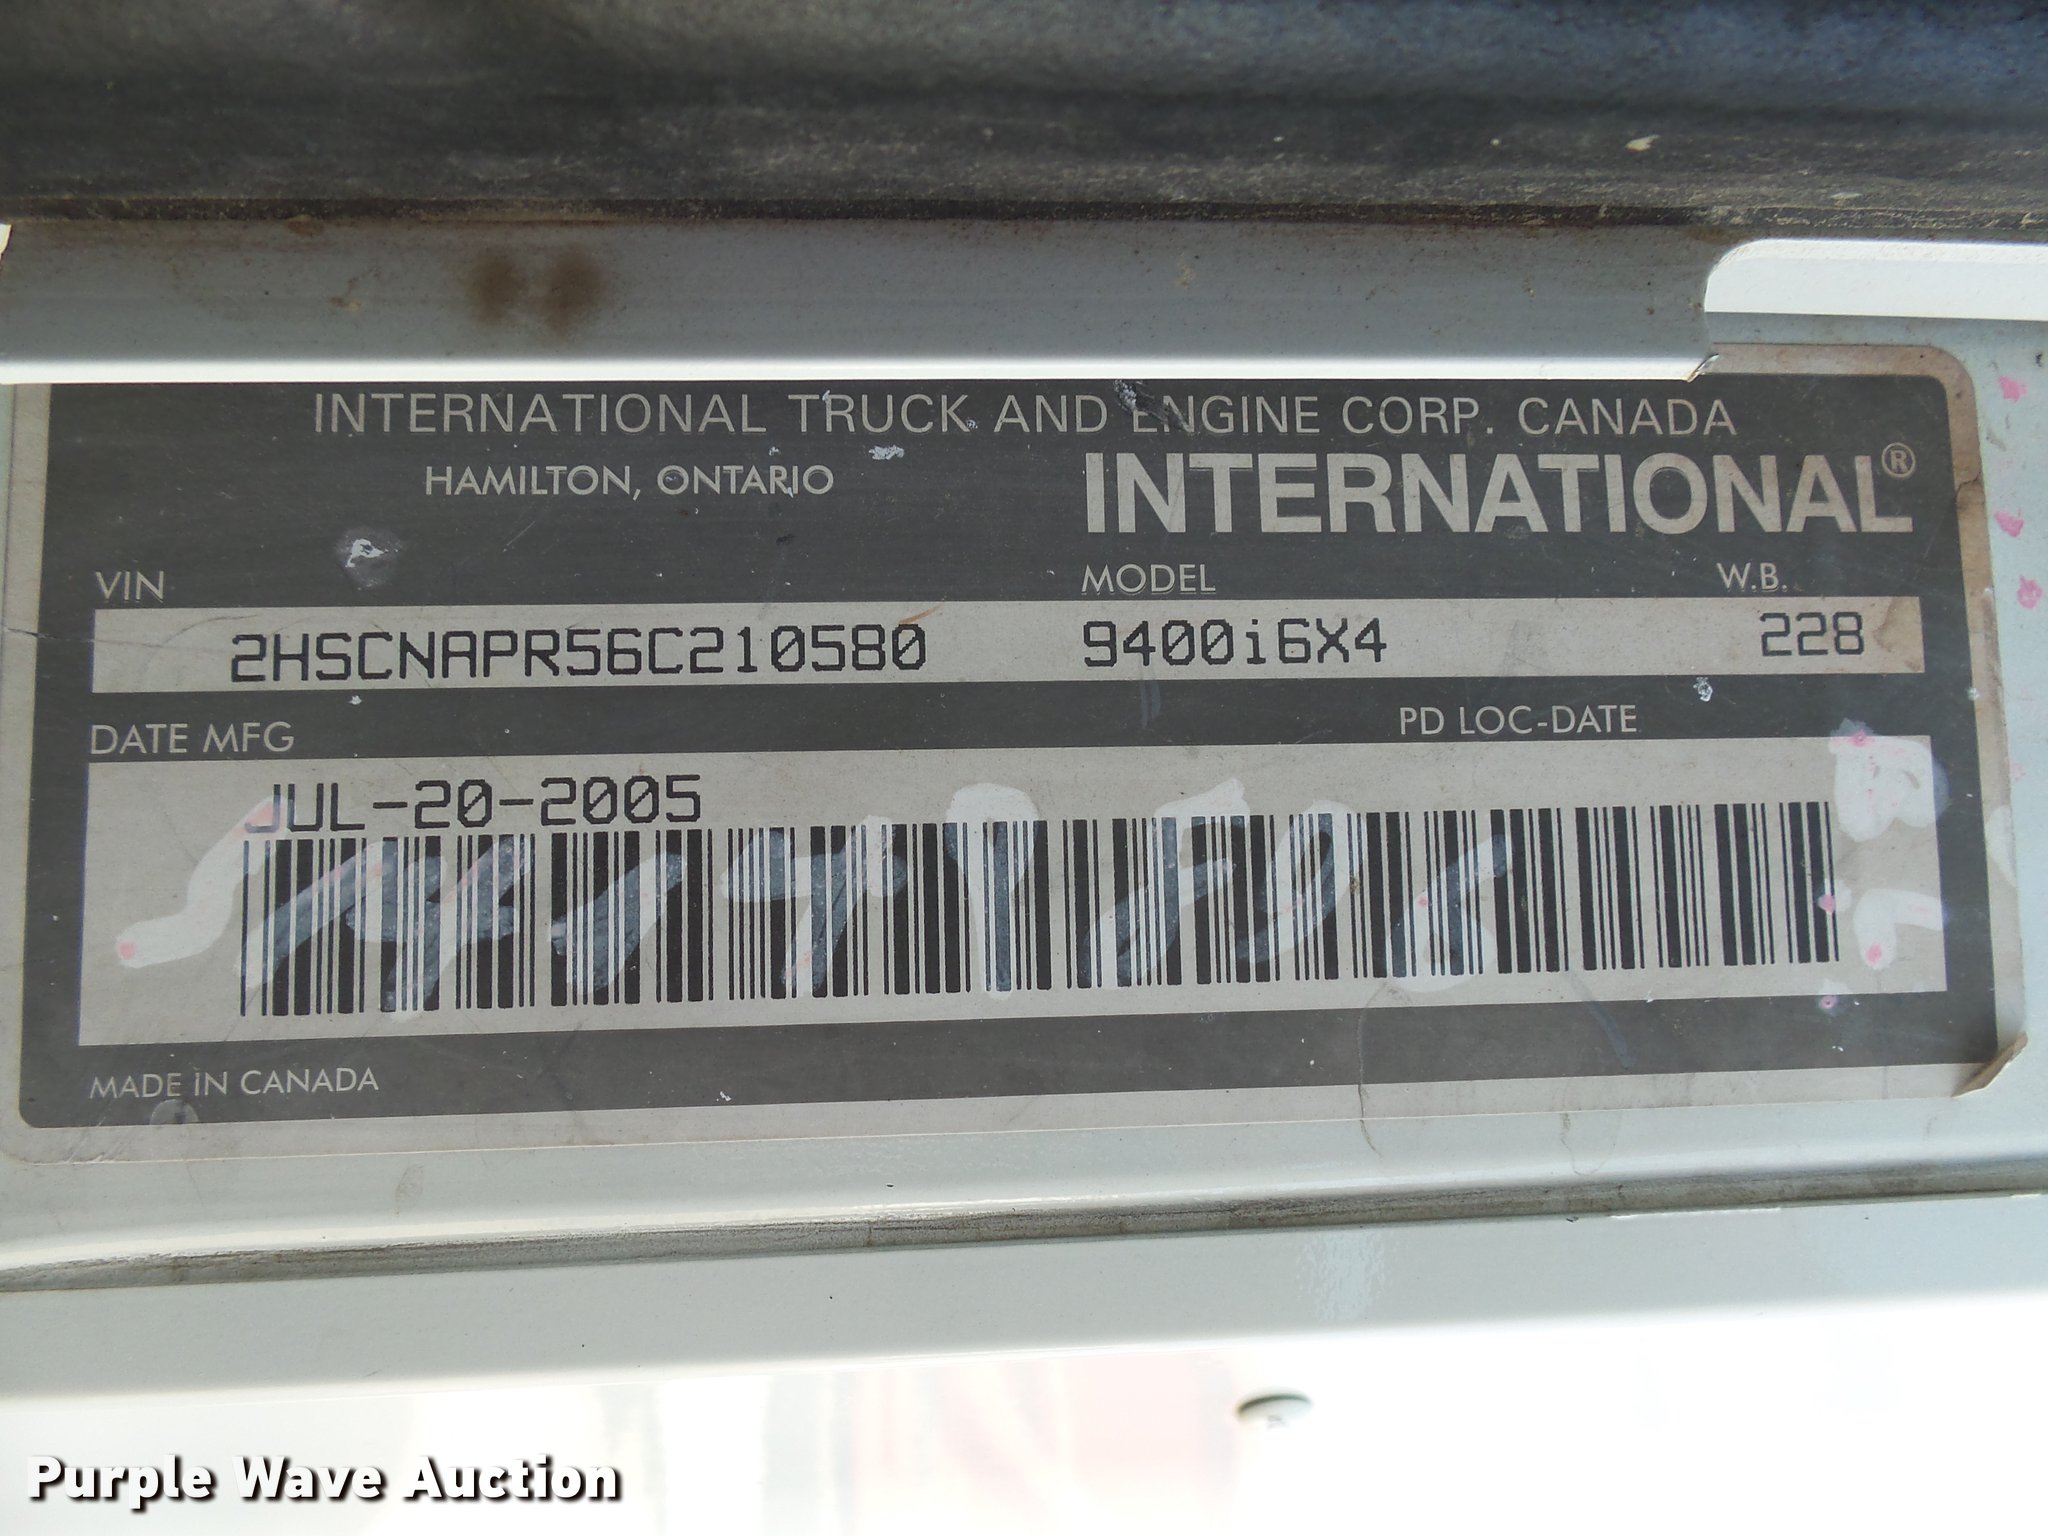 INTERNATIONAL TRUCK AND ENGINE CORP. CANADA
HAMILTON, ONTARIO
INTERNATIONAL®
VIN MODEL W.B.
2HSCNAPR56C210580 9400i6X4 228
DATE MFG PD LOC-DATE
JUL-20-2005
MADE IN CANADA
Purple Wave Auction